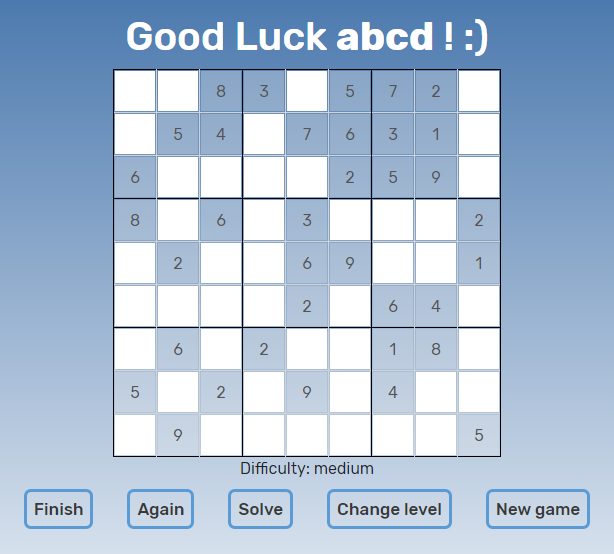 Good Luck abcd ! :)
8 3 5 7 2
5 4 7 6 3 1
6 2 5 9
8 6 3 2
2 6 9 1
2 6 4
6 2 1 8
5 2 9 4
9 5
Difficulty: medium
Finish Again Solve Change level New game